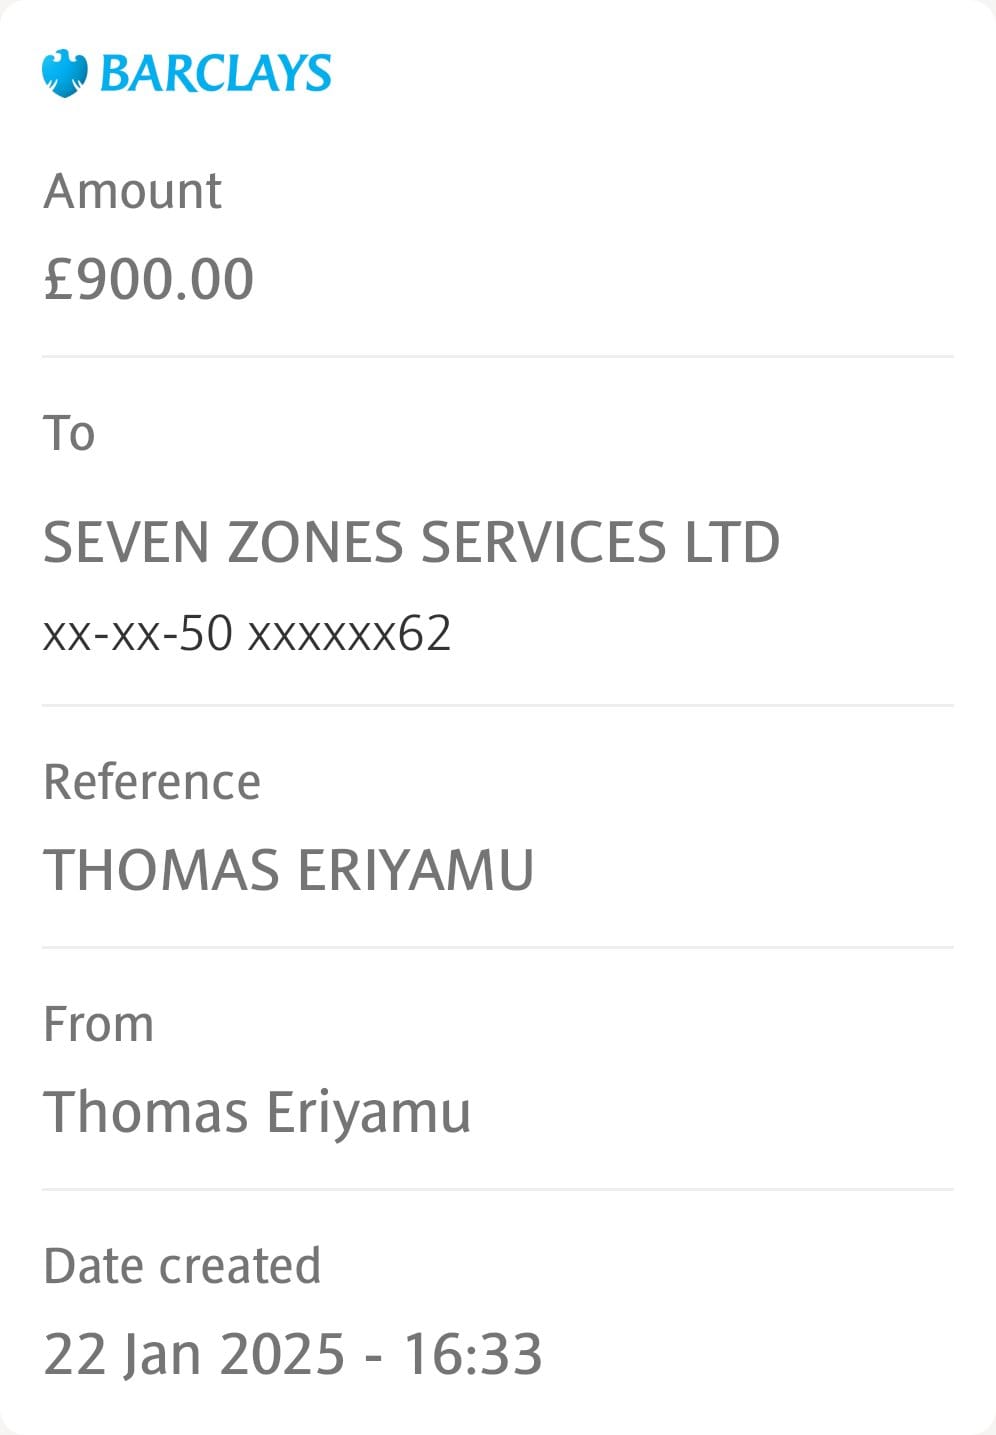 BARCLAYS
Amount
£900.00
To
SEVEN ZONES SERVICES LTD
xx-xx-50 xxxxxx62
Reference
THOMAS ERIYAMU
From
Thomas Eriyamu
Date created
22 Jan 2025 - 16:33